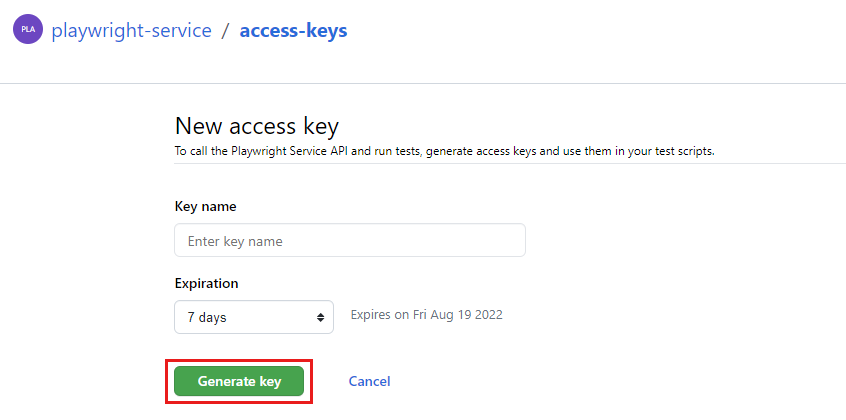 PLA playwright-service / access-keys
New access key
To call the Playwright Service API and run tests, generate access keys and use them in your test scripts.
Key name
Enter key name
Expiration
7 days Expires on Fri Aug 19 2022
Generate key Cancel